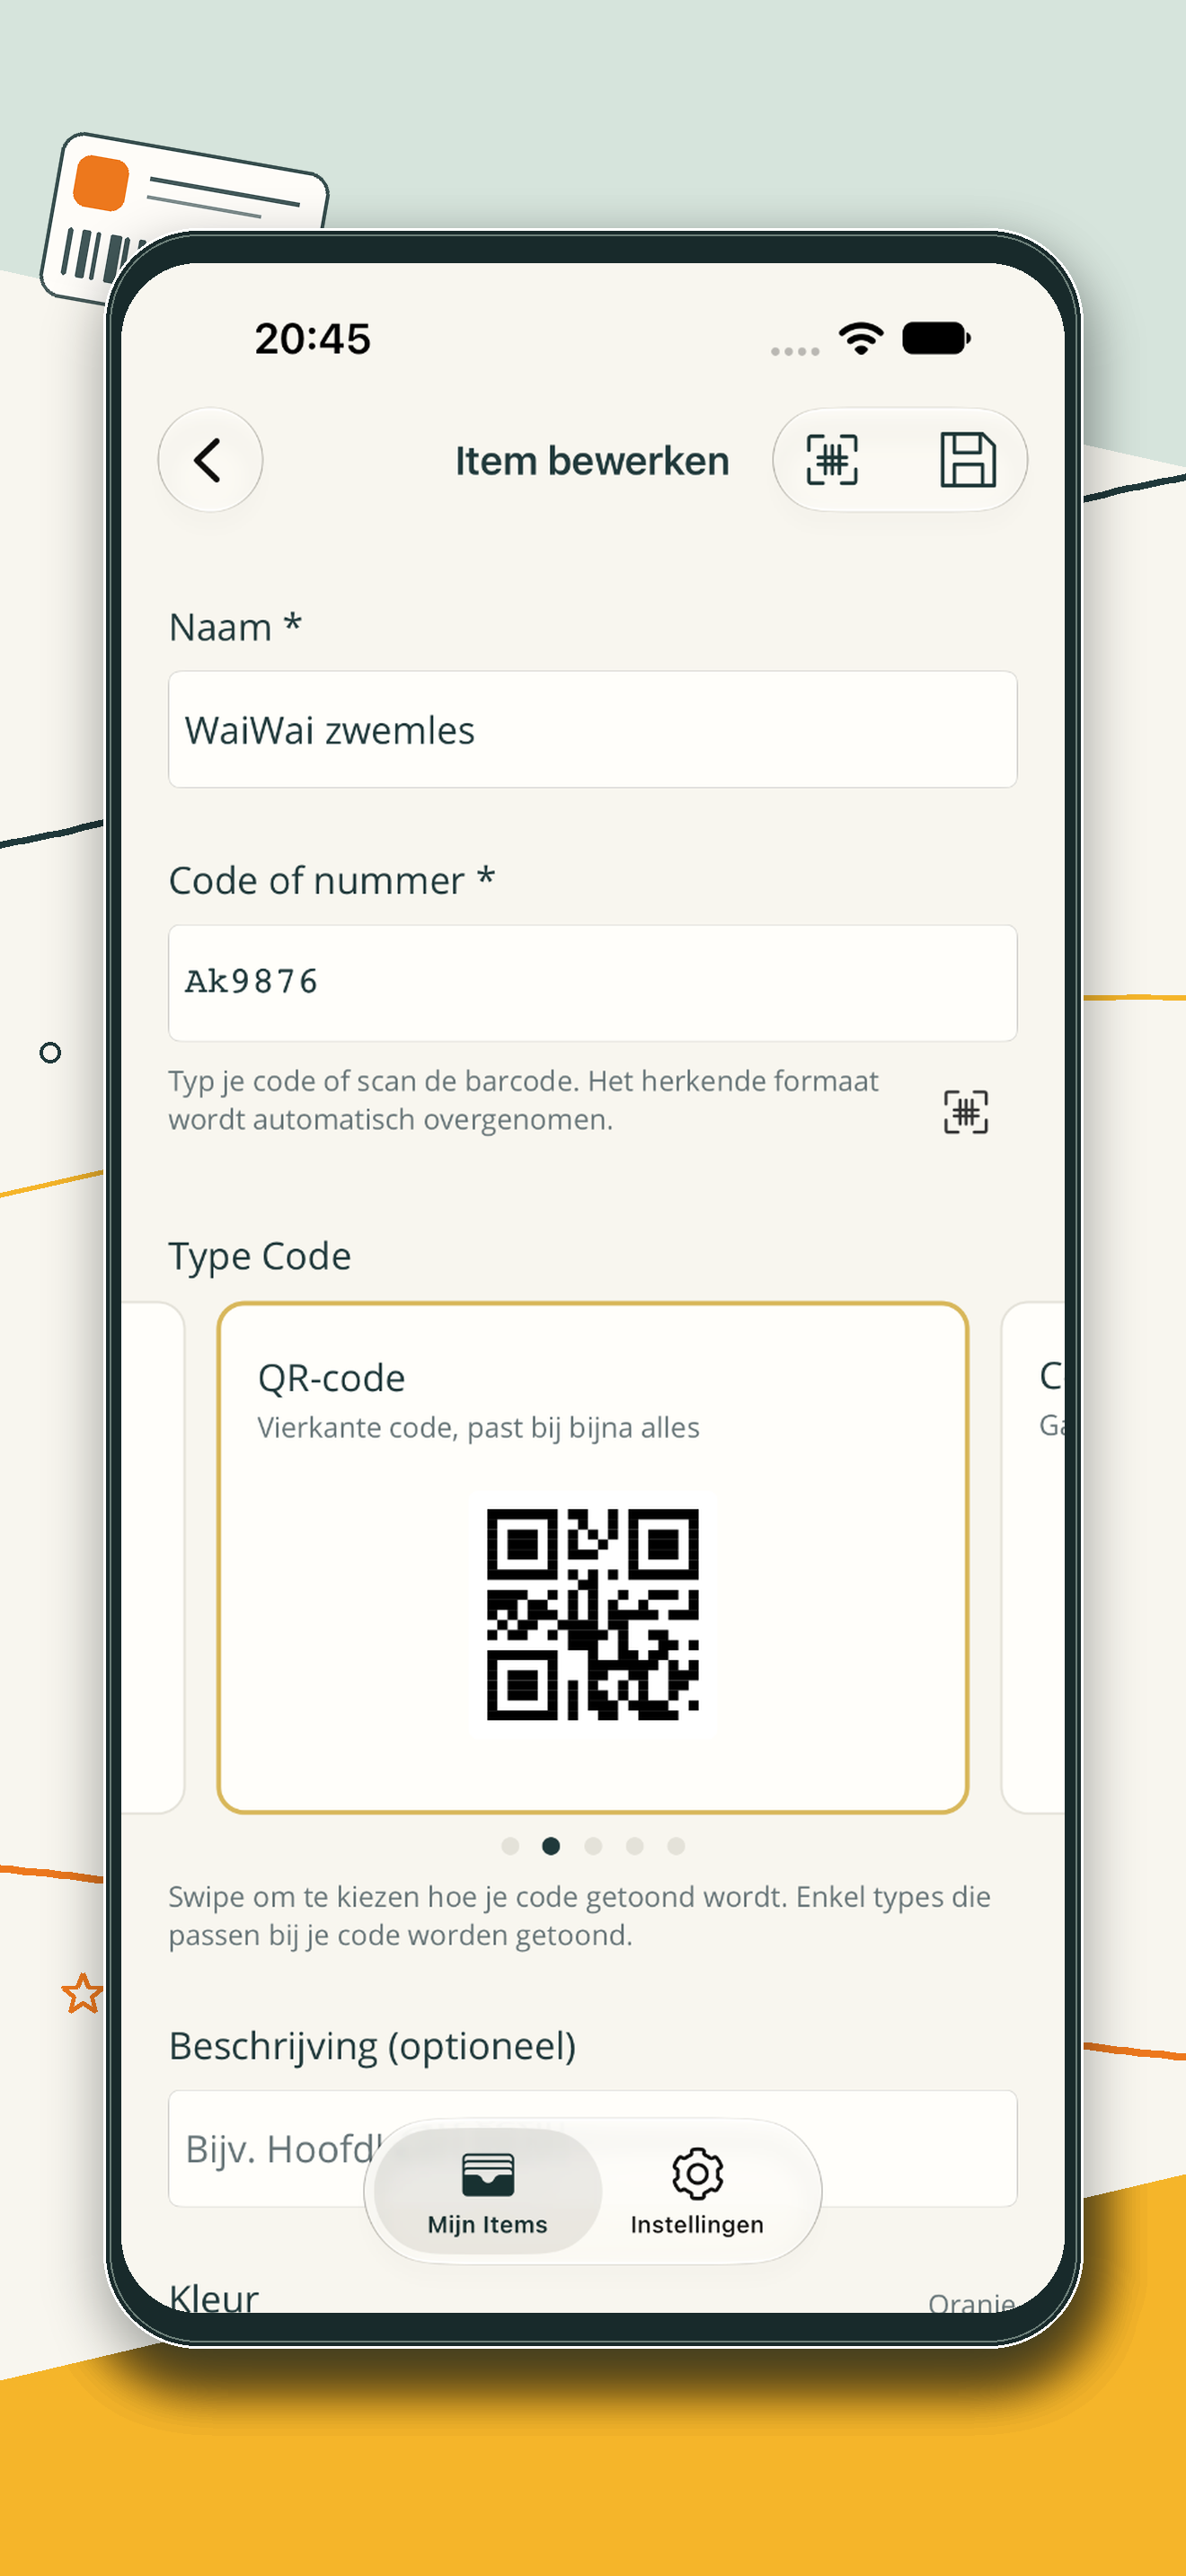 20:45
Item bewerken
Naam *
WaiWai zwemles
Code of nummer *
Ak9876
Typ je code of scan de barcode. Het herkende formaat
wordt automatisch overgenomen.
Type Code
QR-code
Vierkante code, past bij bijna alles
Swipe om te kiezen hoe je code getoond wordt. Enkel types die
passen bij je code worden getoond.
Beschrijving (optioneel)
Bijv.
Mijn Items
Instellingen
Kleur
Oranje